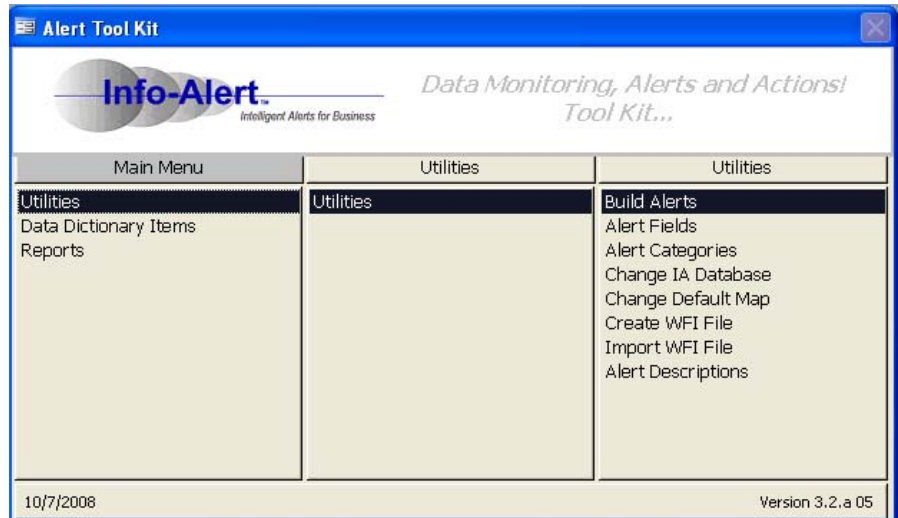 Alert Tool Kit
Info-Alert™
Intelligent Alerts for Business
Data Monitoring, Alerts and Actions!
Tool Kit...
Main Menu
Utilities
Data Dictionary Items
Reports
Utilities
Utilities
Utilities
Build Alerts
Alert Fields
Alert Categories
Change IA Database
Change Default Map
Create WFI File
Import WFI File
Alert Descriptions
10/7/2008
Version 3.2.a 05